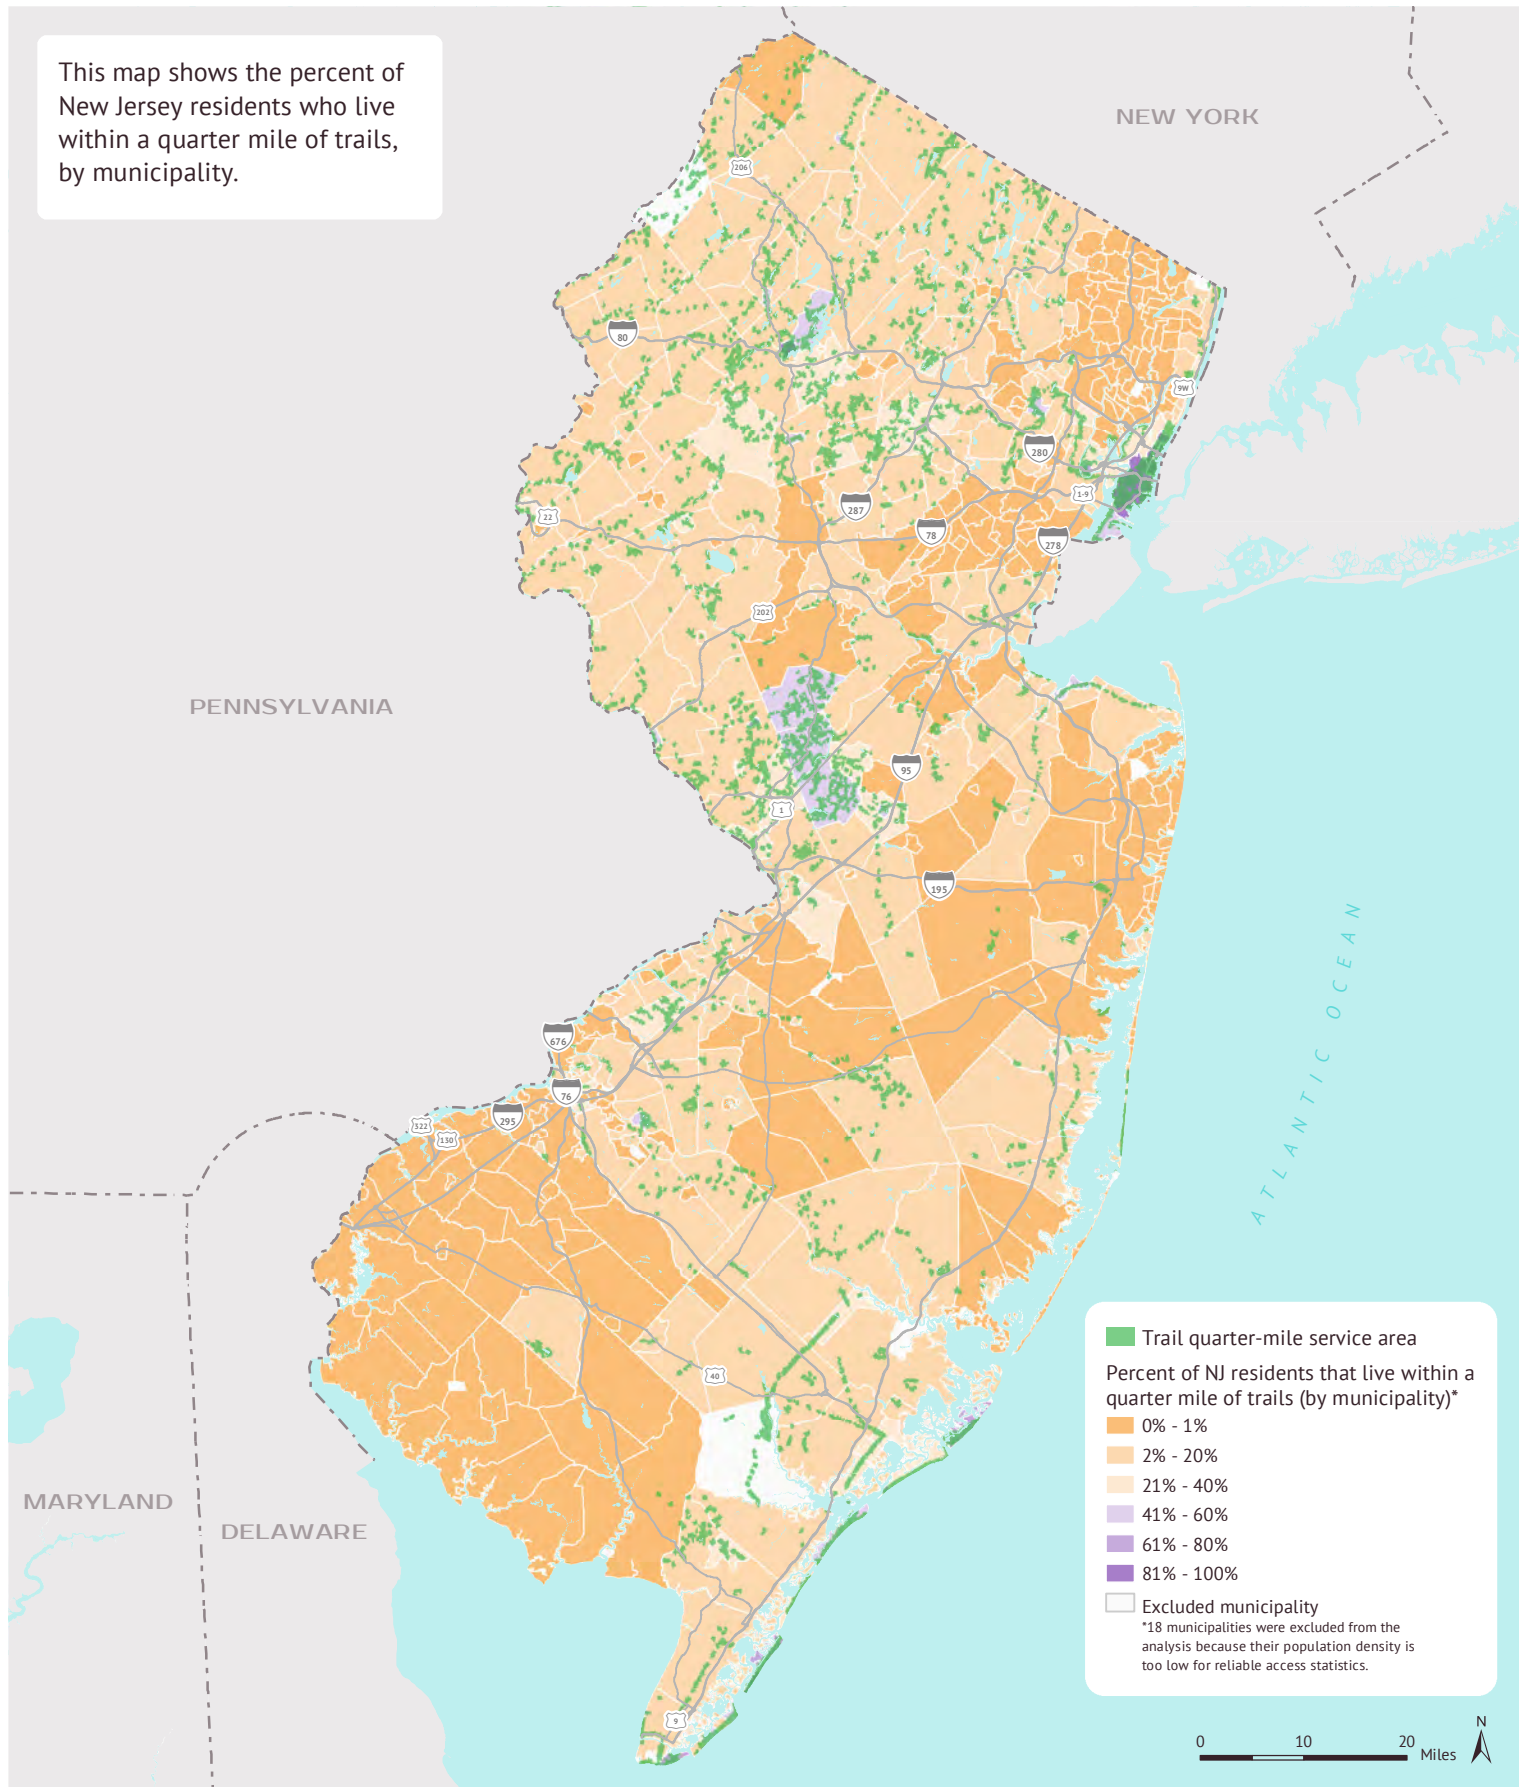 This map shows the percent of
New Jersey residents who live
within a quarter mile of trails,
by municipality.
NEW YORK
206
80
9W
280
1-9
22
287
78
278
202
PENNSYLVANIA
95
1
195
ATLANTIC OCEAN
676
76
295
322
130
40
MARYLAND
DELAWARE
9
Trail quarter-mile service area
Percent of NJ residents that live within a
quarter mile of trails (by municipality)*
0% - 1%
2% - 20%
21% - 40%
41% - 60%
61% - 80%
81% - 100%
Excluded municipality
*18 municipalities were excluded from the
analysis because their population density is
too low for reliable access statistics.
N
0 10 20
Miles